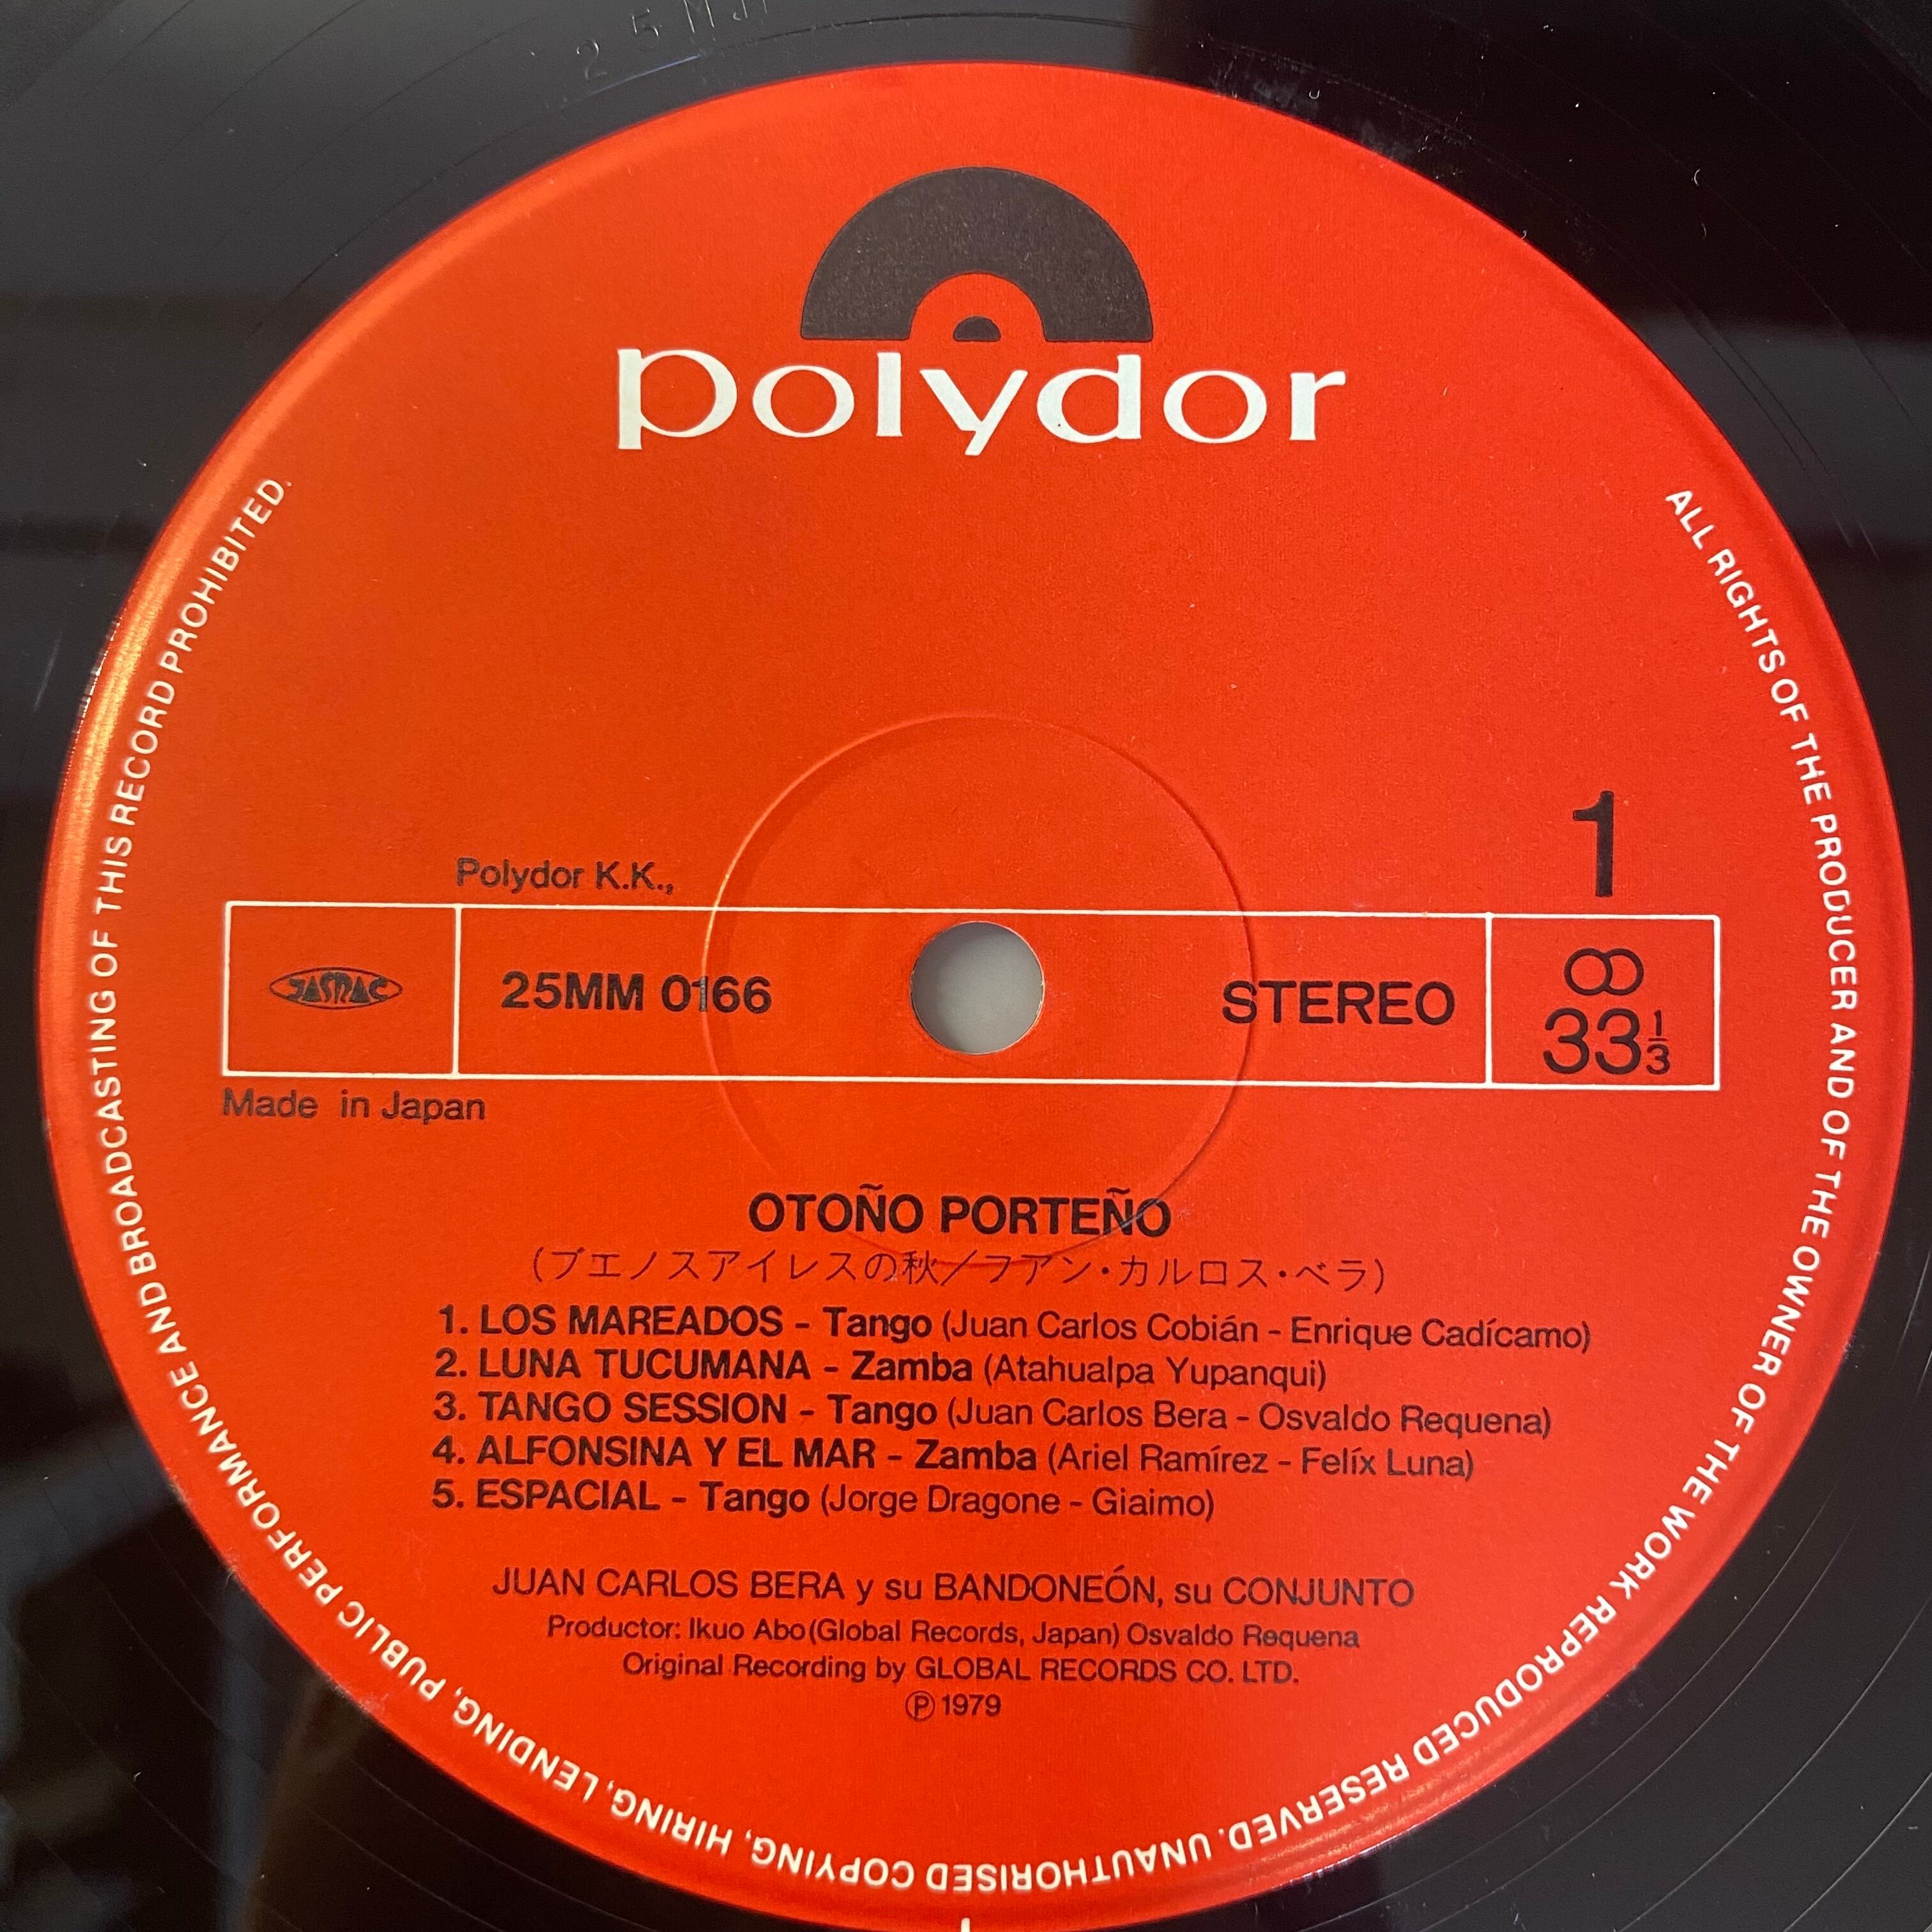 25MM
polydor
1
Polydor K.K.,
JASRAC
25MM 0166
STEREO
33 1/3
Made in Japan
OTOÑO PORTEÑO
(ブエノスアイレスの秋/フアン・カルロス・ベラ)
1. LOS MAREADOS - Tango (Juan Carlos Cobián - Enrique Cadícamo)
2. LUNA TUCUMANA - Zamba (Atahualpa Yupanqui)
3. TANGO SESSION - Tango (Juan Carlos Bera - Osvaldo Requena)
4. ALFONSINA Y EL MAR - Zamba (Ariel Ramírez - Felíx Luna)
5. ESPACIAL - Tango (Jorge Dragone - Giaimo)
JUAN CARLOS BERA y su BANDONEÓN, su CONJUNTO
Productor: Ikuo Abo (Global Records, Japan) Osvaldo Requena
Original Recording by GLOBAL RECORDS CO. LTD.
Ⓟ 1979
ALL RIGHTS OF THE PRODUCER AND OF THE OWNER OF THE WORK REPRODUCED RESERVED. UNAUTHORISED COPYING, HIRING, LENDING, PUBLIC PERFORMANCE AND BROADCASTING OF THIS RECORD PROHIBITED.